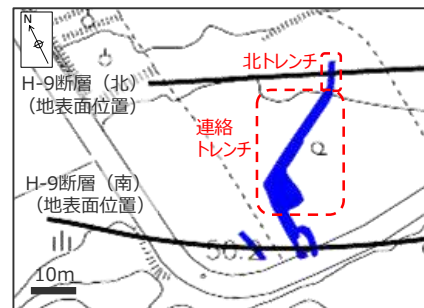 N
北トレンチ
H-9断層（北）
（地表面位置）
連絡
トレンチ
H-9断層（南）
（地表面位置）
50.2
10m